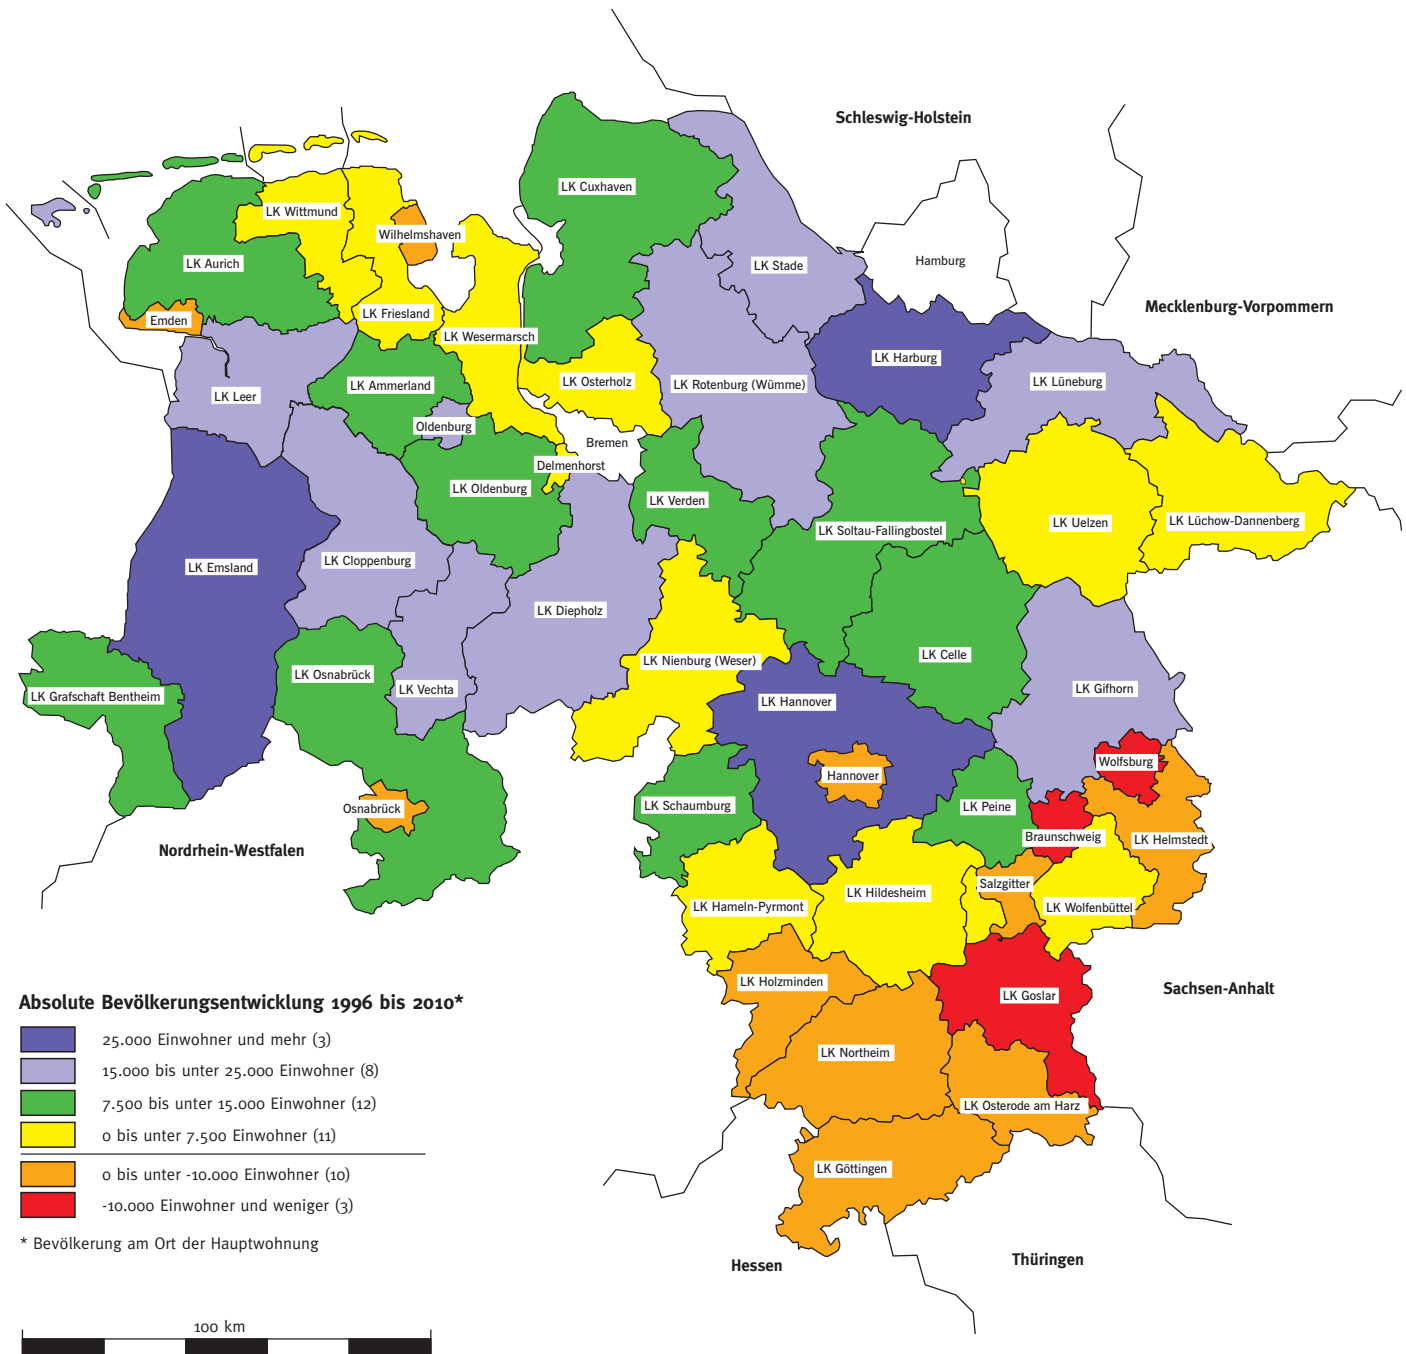 Schleswig-Holstein
LK Cuxhaven
LK Wittmund
Wilhelmshaven
LK Aurich
LK Stade
Hamburg
Mecklenburg-Vorpommern
Emden
LK Friesland
LK Wesermarsch
LK Harburg
LK Ammerland
LK Osterholz
LK Rotenburg (Wümme)
LK Lüneburg
LK Leer
Oldenburg
Bremen
Delmenhorst
LK Oldenburg
LK Verden
LK Soltau-Fallingbostel
LK Uelzen
LK Lüchow-Dannenberg
LK Emsland
LK Cloppenburg
LK Diepholz
LK Celle
LK Nienburg (Weser)
LK Osnabrück
LK Vechta
LK Grafschaft Bentheim
LK Hannover
LK Gifhorn
Hannover
Wolfsburg
Osnabrück
LK Schaumburg
LK Peine
Braunschweig
LK Helmstedt
Nordrhein-Westfalen
Salzgitter
LK Hildesheim
LK Hameln-Pyrmont
LK Wolfenbüttel
LK Holzminden
LK Goslar
Sachsen-Anhalt
LK Northeim
LK Osterode am Harz
LK Göttingen
Hessen
Thüringen
Absolute Bevölkerungsentwicklung 1996 bis 2010*
25.000 Einwohner und mehr (3)
15.000 bis unter 25.000 Einwohner (8)
7.500 bis unter 15.000 Einwohner (12)
0 bis unter 7.500 Einwohner (11)
0 bis unter -10.000 Einwohner (10)
-10.000 Einwohner und weniger (3)
* Bevölkerung am Ort der Hauptwohnung
100 km